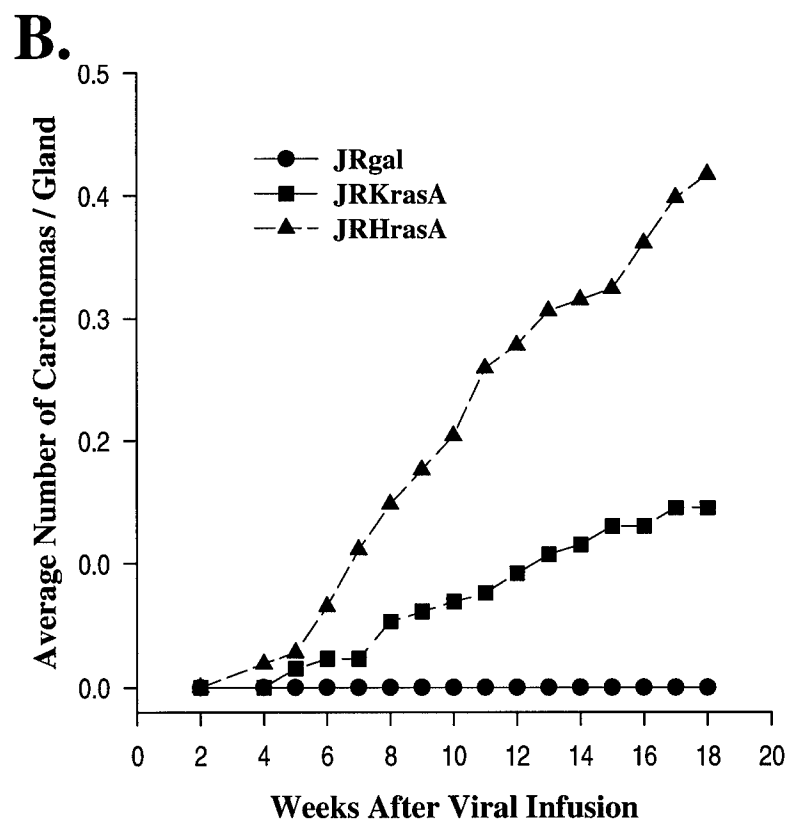 B.
0.5
0.4
0.3
0.2
0.0
0.0
Average Number of Carcinomas / Gland
JRgal
JRKrasA
JRHrasA
0 2 4 6 8 10 12 14 16 18 20
Weeks After Viral Infusion